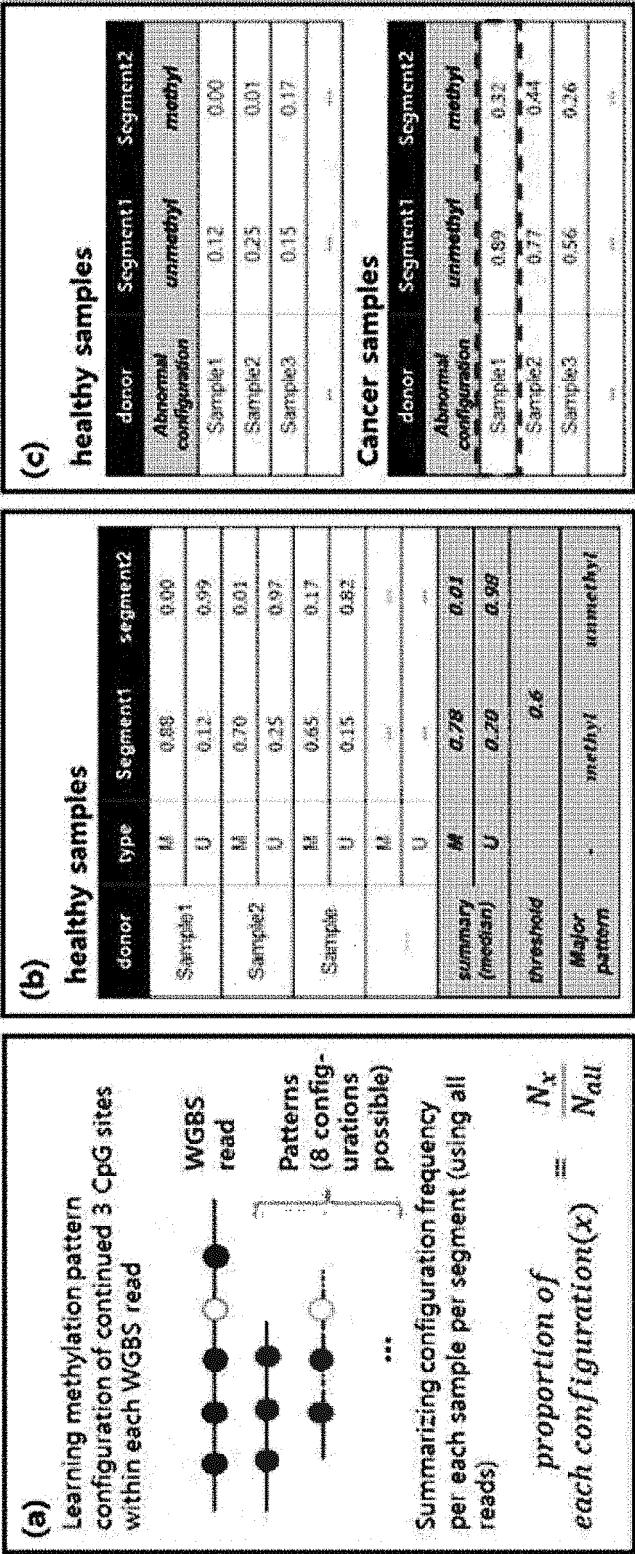 (a)
Learning methylation pattern
configuration of continued 3 CpG sites
within each WGBS read
WGBS
read
Patterns
(8 config-
urations
possible)
...
Summarizing configuration frequency
per each sample per segment (using all
reads)
proportion of
each configuration(x) = Nx / Nall
(b)
healthy samples
donor type Segment1 segment2
Sample1 M 0.88 0.00
U 0.12 0.99
Sample2 M 0.70 0.01
U 0.25 0.97
Sample M 0.65 0.17
U 0.15 0.82
... M ... ...
U ... ...
summary (median) M 0.78 0.01
U 0.20 0.98
threshold 0.6
Major pattern - methyl unmethyl
(c)
healthy samples
donor Segment1 Segment2
Abnormal configuration unmethyl methyl
Sample1 0.12 0.00
Sample2 0.25 0.01
Sample3 0.15 0.17
... ... ...
Cancer samples
donor Segment1 Segment2
Abnormal configuration unmethyl methyl
Sample1 0.89 0.32
Sample2 0.77 0.44
Sample3 0.56 0.26
... ... ...